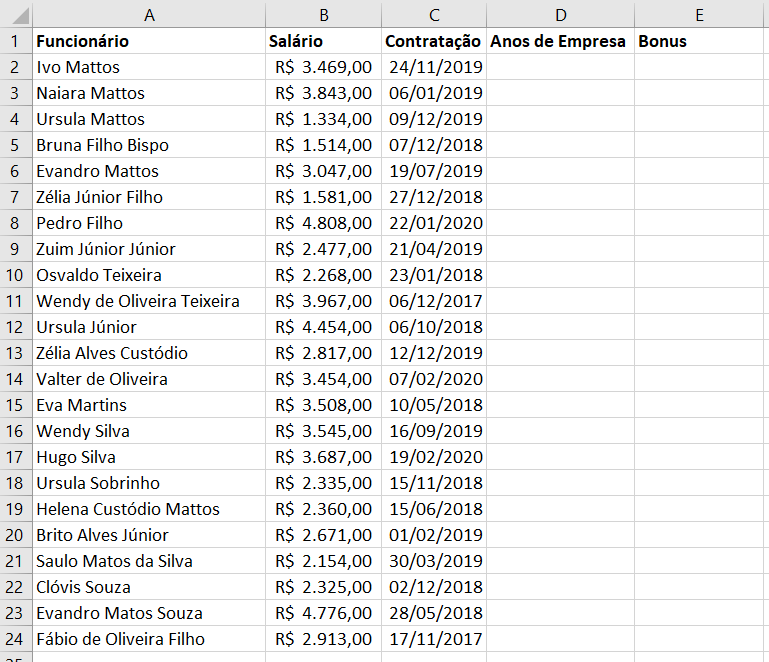 A B C D E
1 Funcionário Salário Contratação Anos de Empresa Bonus
2 Ivo Mattos R$ 3.469,00 24/11/2019
3 Naiara Mattos R$ 3.843,00 06/01/2019
4 Ursula Mattos R$ 1.334,00 09/12/2019
5 Bruna Filho Bispo R$ 1.514,00 07/12/2018
6 Evandro Mattos R$ 3.047,00 19/07/2019
7 Zélia Júnior Filho R$ 1.581,00 27/12/2018
8 Pedro Filho R$ 4.808,00 22/01/2020
9 Zuim Júnior Júnior R$ 2.477,00 21/04/2019
10 Osvaldo Teixeira R$ 2.268,00 23/01/2018
11 Wendy de Oliveira Teixeira R$ 3.967,00 06/12/2017
12 Ursula Júnior R$ 4.454,00 06/10/2018
13 Zélia Alves Custódio R$ 2.817,00 12/12/2019
14 Valter de Oliveira R$ 3.454,00 07/02/2020
15 Eva Martins R$ 3.508,00 10/05/2018
16 Wendy Silva R$ 3.545,00 16/09/2019
17 Hugo Silva R$ 3.687,00 19/02/2020
18 Ursula Sobrinho R$ 2.335,00 15/11/2018
19 Helena Custódio Mattos R$ 2.360,00 15/06/2018
20 Brito Alves Júnior R$ 2.671,00 01/02/2019
21 Saulo Matos da Silva R$ 2.154,00 30/03/2019
22 Clóvis Souza R$ 2.325,00 02/12/2018
23 Evandro Matos Souza R$ 4.776,00 28/05/2018
24 Fábio de Oliveira Filho R$ 2.913,00 17/11/2017